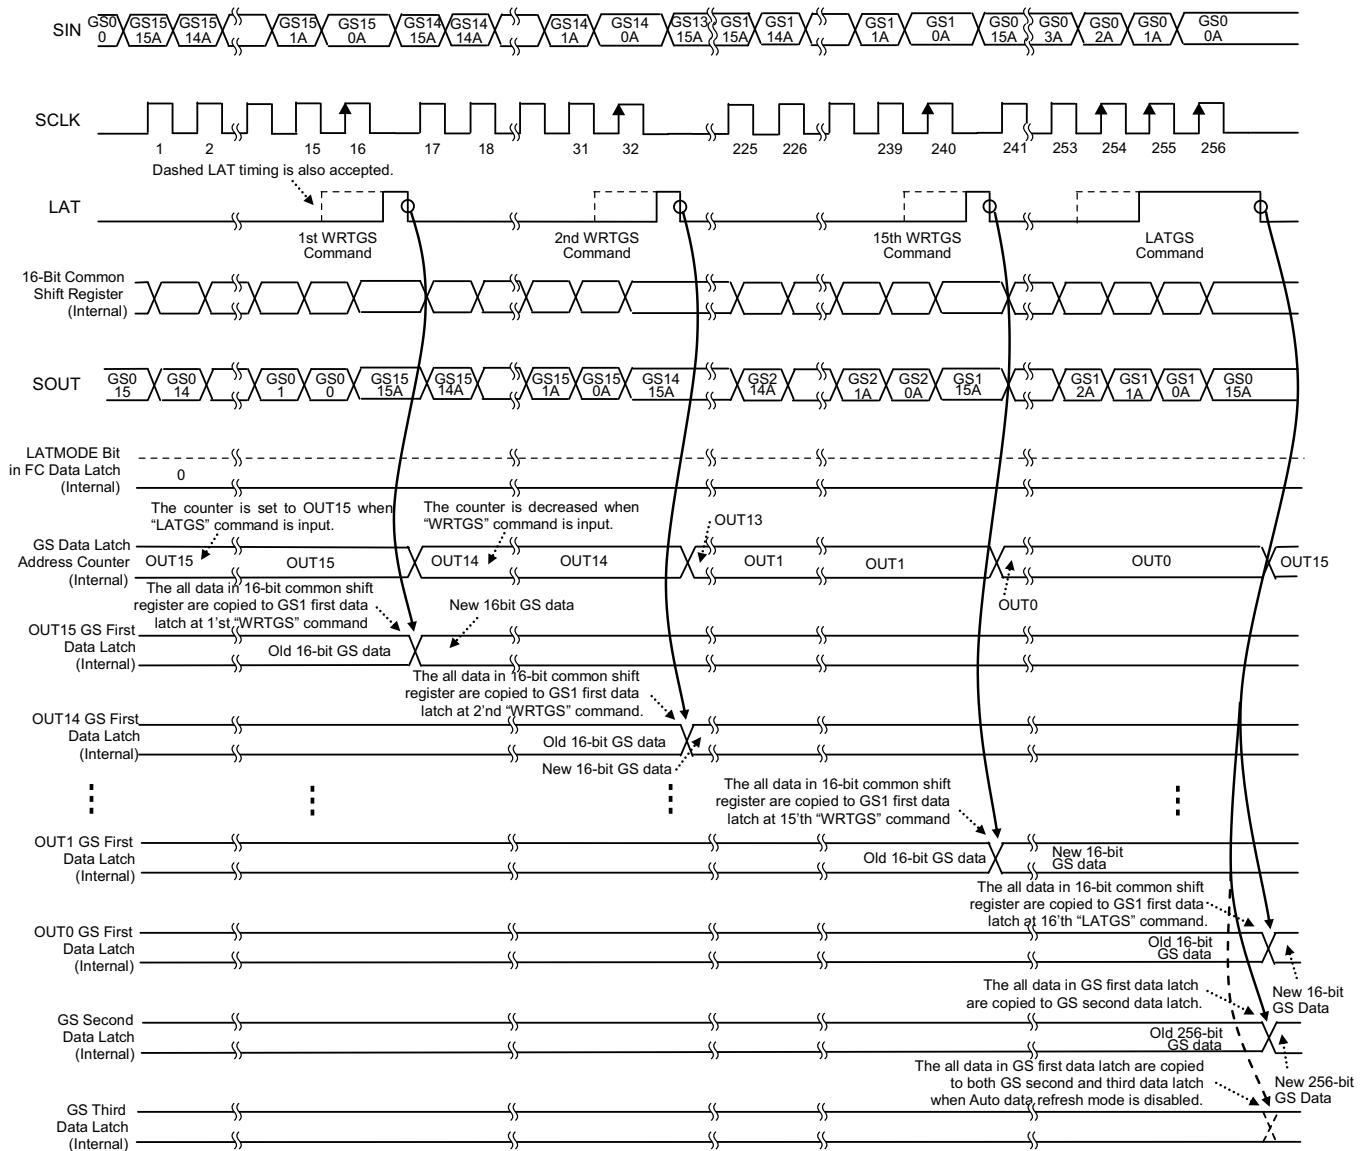 SIN
GS0 0
GS15 15A
GS15 14A
GS15 1A
GS15 0A
GS14 15A
GS14 14A
GS14 1A
GS14 0A
GS13 15A
GS1 15A
GS1 14A
GS1 1A
GS1 0A
GS0 15A
GS0 3A
GS0 2A
GS0 1A
GS0 0A
SCLK
1 2 15 16 17 18 31 32 225 226 239 240 241 253 254 255 256
Dashed LAT timing is also accepted.
LAT
1st WRTGS
Command
2nd WRTGS
Command
15th WRTGS
Command
LATGS
Command
16-Bit Common
Shift Register
(Internal)
SOUT
GS0 15
GS0 14
GS0 1
GS0 0
GS15 15A
GS15 14A
GS15 1A
GS15 0A
GS14 15A
GS2 14A
GS2 1A
GS2 0A
GS1 15A
GS1 2A
GS1 1A
GS1 0A
GS0 15A
LATMODE Bit
in FC Data Latch
(Internal)
0
The counter is set to OUT15 when
“LATGS” command is input.
The counter is decreased when
“WRTGS” command is input.
OUT13
GS Data Latch
Address Counter
(Internal)
OUT15 OUT15 OUT14 OUT14 OUT1 OUT1 OUT0 OUT15
OUT0
The all data in 16-bit common shift
register are copied to GS1 first data
latch at 1’st “WRTGS” command
New 16bit GS data
OUT15 GS First
Data Latch
(Internal)
Old 16-bit GS data
The all data in 16-bit common shift
register are copied to GS1 first data
latch at 2’nd “WRTGS” command.
OUT14 GS First
Data Latch
(Internal)
Old 16-bit GS data
New 16-bit GS data
The all data in 16-bit common shift
register are copied to GS1 first data
latch at 15’th “WRTGS” command
OUT1 GS First
Data Latch
(Internal)
Old 16-bit GS data
New 16-bit
GS data
The all data in 16-bit common shift
register are copied to GS1 first data
latch at 16’th “LATGS” command.
OUT0 GS First
Data Latch
(Internal)
Old 16-bit
GS data
New 16-bit
GS Data
The all data in GS first data latch
are copied to GS second data latch.
GS Second
Data Latch
(Internal)
Old 256-bit
GS data
New 256-bit
GS Data
The all data in GS first data latch are copied
to both GS second and third data latch
when Auto data refresh mode is disabled.
GS Third
Data Latch
(Internal)